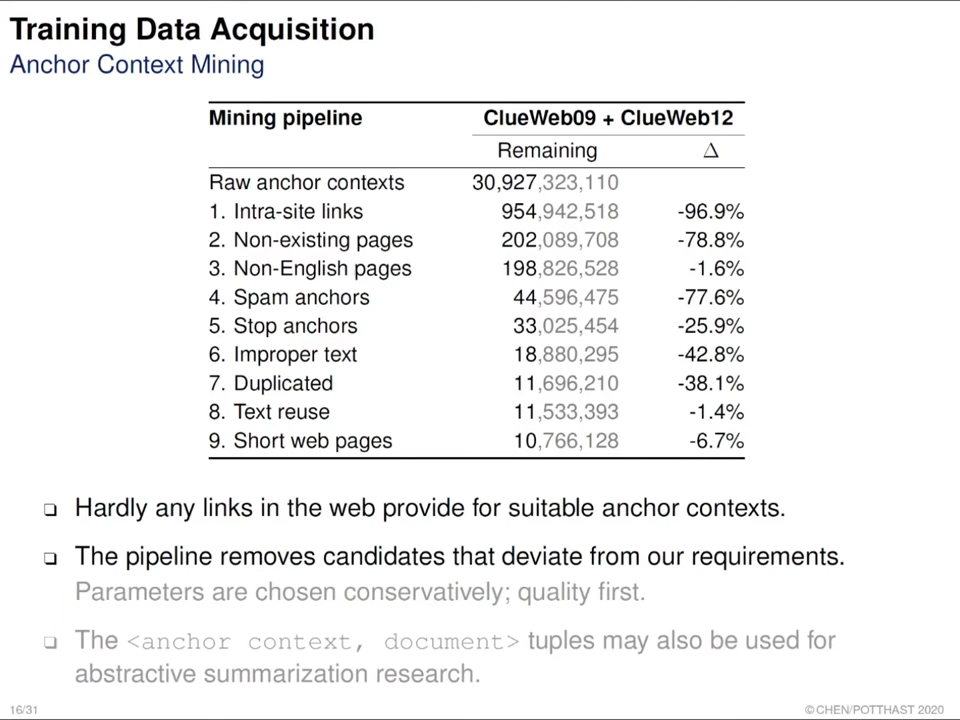 Training Data Acquisition
Anchor Context Mining
Mining pipeline ClueWeb09 + ClueWeb12
Remaining Δ
Raw anchor contexts 30,927,323,110
1. Intra-site links 954,942,518 -96.9%
2. Non-existing pages 202,089,708 -78.8%
3. Non-English pages 198,826,528 -1.6%
4. Spam anchors 44,596,475 -77.6%
5. Stop anchors 33,025,454 -25.9%
6. Improper text 18,880,295 -42.8%
7. Duplicated 11,696,210 -38.1%
8. Text reuse 11,533,393 -1.4%
9. Short web pages 10,766,128 -6.7%
❑ Hardly any links in the web provide for suitable anchor contexts.
❑ The pipeline removes candidates that deviate from our requirements.
Parameters are chosen conservatively; quality first.
❑ The <anchor context, document> tuples may also be used for
abstractive summarization research.
16/31 © CHEN/POTTHAST 2020